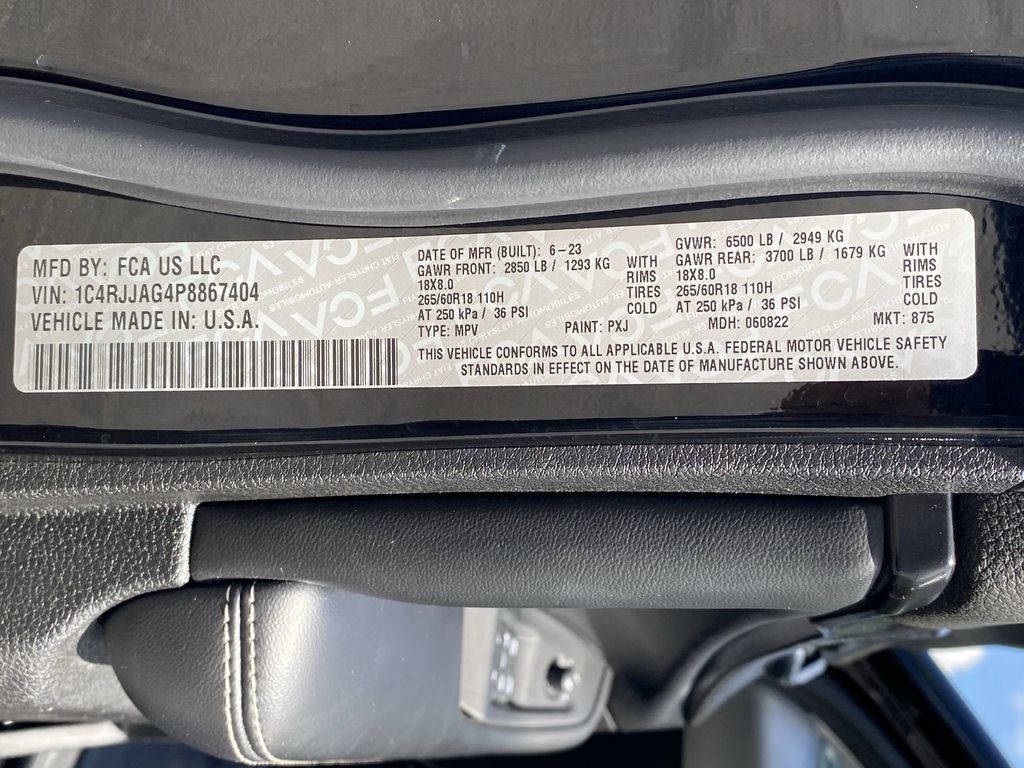 MFD BY: FCA US LLC
VIN: 1C4RJJAG4P8867404
VEHICLE MADE IN: U.S.A.
DATE OF MFR (BUILT): 6-23 GVWR: 6500 LB / 2949 KG
GAWR FRONT: 2850 LB / 1293 KG WITH GAWR REAR: 3700 LB / 1679 KG WITH
18X8.0 RIMS 18X8.0 RIMS
265/60R18 110H TIRES 265/60R18 110H TIRES
AT 250 kPa / 36 PSI COLD AT 250 kPa / 36 PSI COLD
TYPE: MPV PAINT: PXJ MDH: 060822 MKT: 875
THIS VEHICLE CONFORMS TO ALL APPLICABLE U.S.A. FEDERAL MOTOR VEHICLE SAFETY
STANDARDS IN EFFECT ON THE DATE OF MANUFACTURE SHOWN ABOVE.